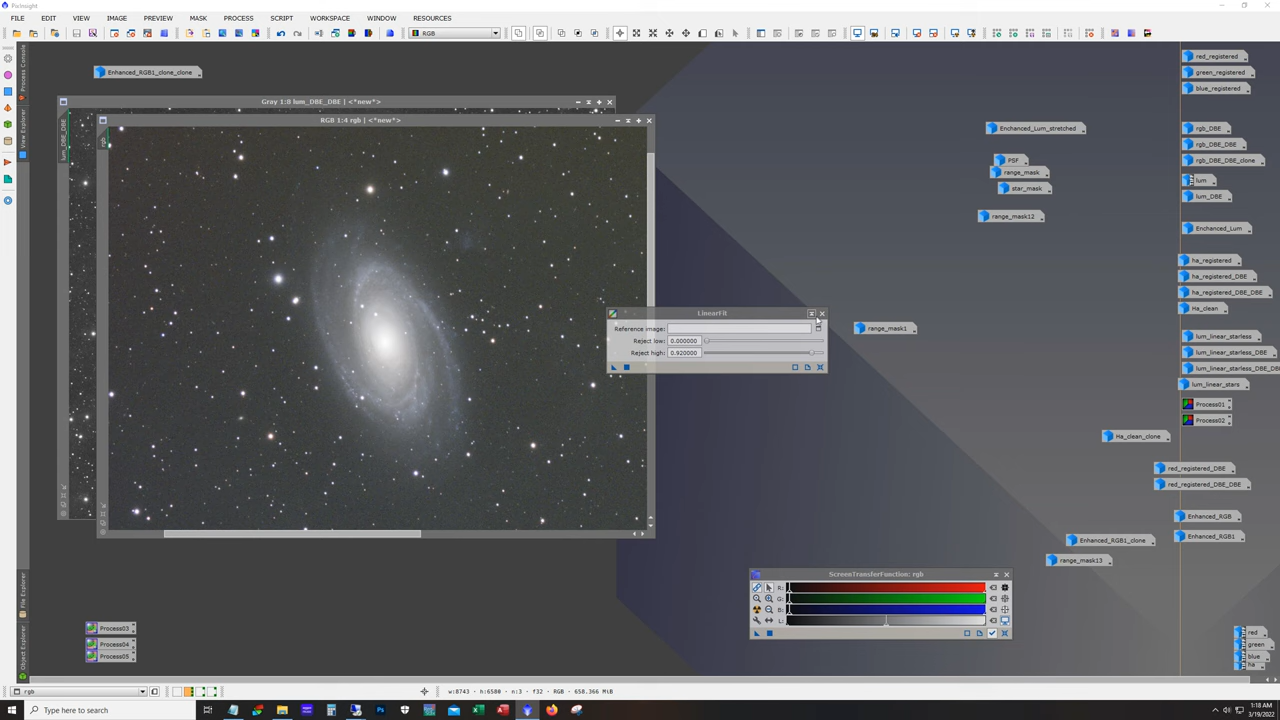 PixInsight
FILE EDIT VIEW IMAGE PREVIEW MASK PROCESS SCRIPT WORKSPACE WINDOW RESOURCES
RGB
Process Console
View Explorer
File Explorer
Object Explorer
Enhanced_RGB1_clone_clone
Gray 1:8 lum_DBE_DBE | <*new*>
lum_DBE_DBE
RGB 1:4 rgb | <*new*>
rgb
LinearFit
Reference image:
Reject low: 0.000000
Reject high: 0.920000
Enchanced_Lum_stretched
PSF
range_mask
star_mask
range_mask12
range_mask1
red_registered
green_registered
blue_registered
rgb_DBE
rgb_DBE_DBE
rgb_DBE_DBE_clone
lum
lum_DBE
Enchanced_Lum
ha_registered
ha_registered_DBE
ha_registered_DBE_DBE
Ha_clean
lum_linear_starless
lum_linear_starless_DBE
lum_linear_starless_DBE_DBE
lum_linear_stars
Process01
Process02
Ha_clean_clone
red_registered_DBE
red_registered_DBE_DBE
Enhanced_RGB
Enhanced_RGB1
Enhanced_RGB1_clone
range_mask13
ScreenTransferFunction: rgb
R:
G:
B:
L:
Process03
Process04
Process05
red
green
blue
ha
rgb
w:8743 | h:6580 | n:3 | f32 | RGB | 658.366 MiB
Type here to search
1:18 AM
3/19/2022